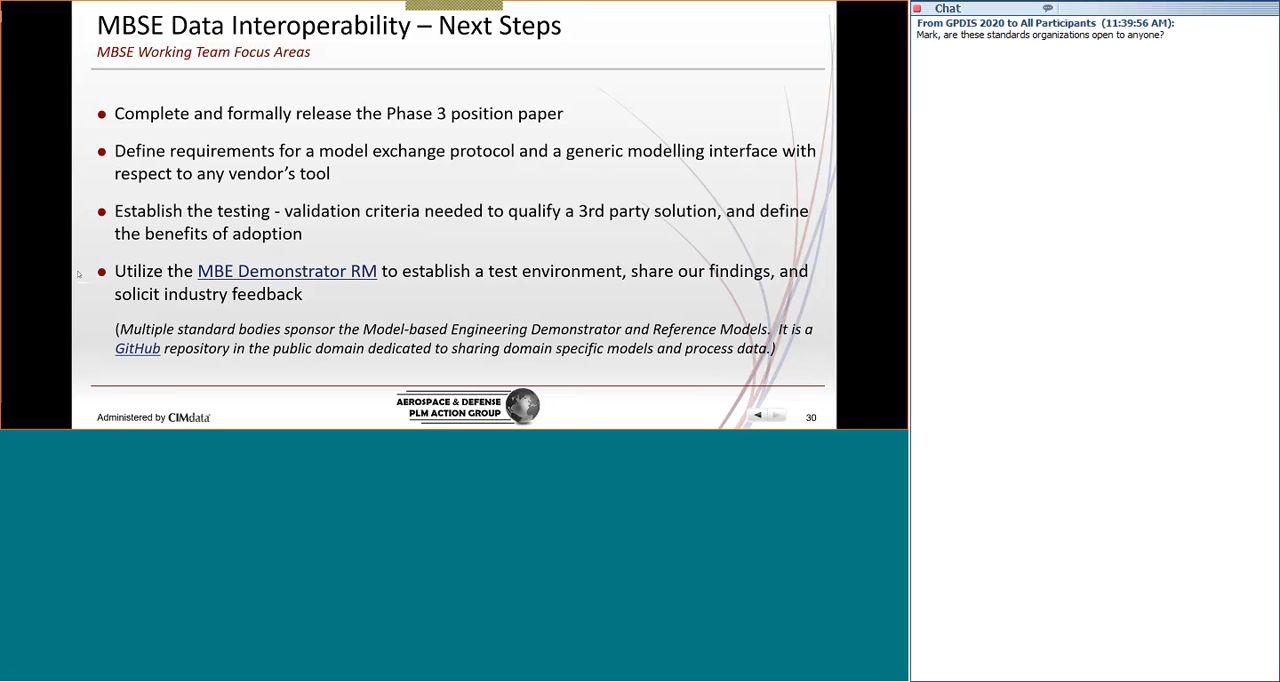 MBSE Data Interoperability – Next Steps
MBSE Working Team Focus Areas
Complete and formally release the Phase 3 position paper
Define requirements for a model exchange protocol and a generic modelling interface with
respect to any vendor's tool
Establish the testing - validation criteria needed to qualify a 3rd party solution, and define
the benefits of adoption
Utilize the MBE Demonstrator RM to establish a test environment, share our findings, and
solicit industry feedback
(Multiple standard bodies sponsor the Model-based Engineering Demonstrator and Reference Models. It is a
GitHub repository in the public domain dedicated to sharing domain specific models and process data.)
Administered by CIMdata
AEROSPACE & DEFENSE
PLM ACTION GROUP
30
Chat
From GPDIS 2020 to All Participants (11:39:56 AM):
Mark, are these standards organizations open to anyone?